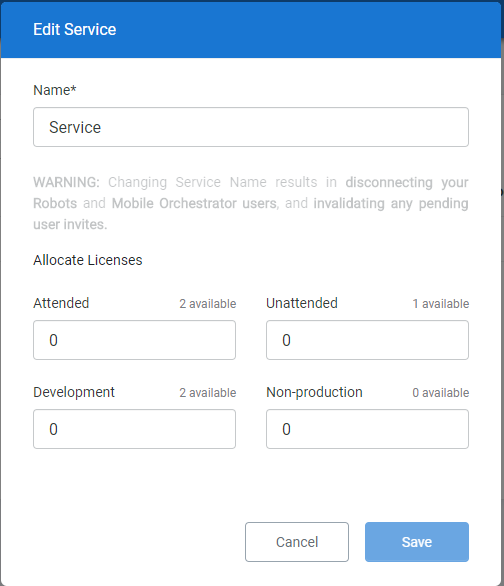 Edit Service
Name*
Service
WARNING: Changing Service Name results in disconnecting your
Robots and Mobile Orchestrator users, and invalidating any pending
user invites.
Allocate Licenses
Attended 2 available Unattended 1 available
0 0
Development 2 available Non-production 0 available
0 0
Cancel Save